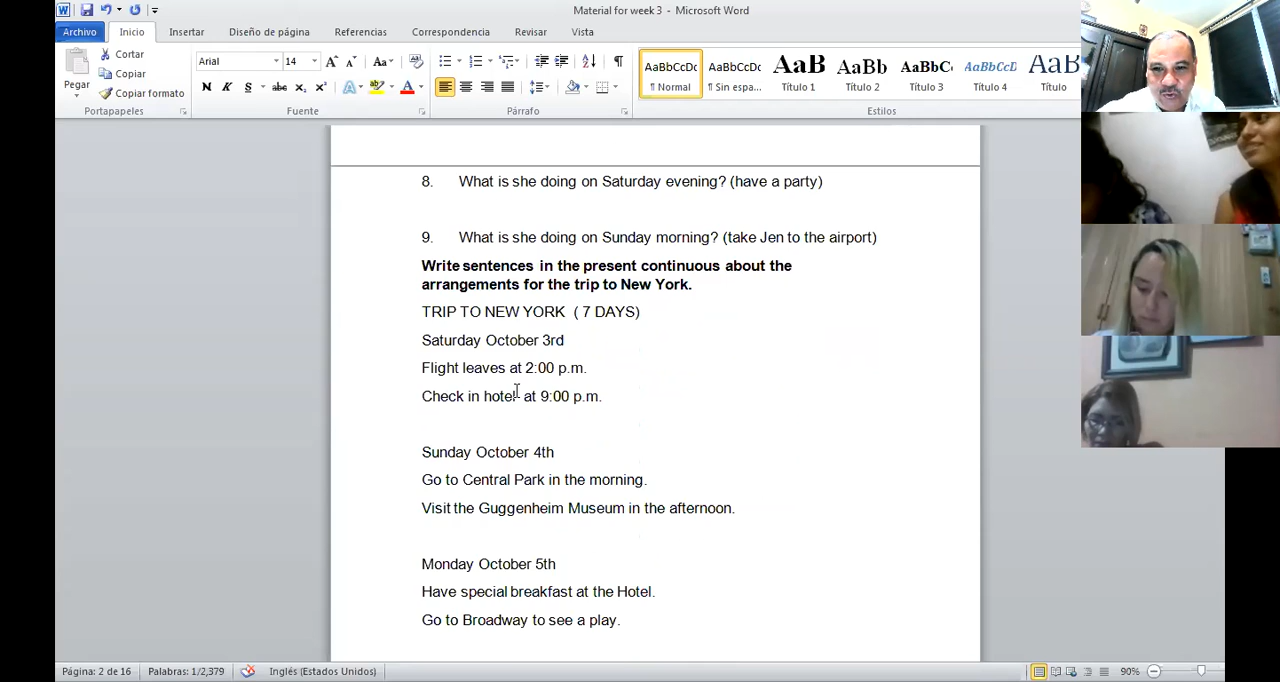 Material for week 3 - Microsoft Word
Archivo Inicio Insertar Diseño de página Referencias Correspondencia Revisar Vista
Pegar
Cortar
Copiar
Copiar formato
Arial 14
N K S abc x₂ x²
AaBbCcDc AaBbCcDc AaB AaBb AaBbC AaBbCcD AaB
¶ Normal ¶ Sin espa... Título 1 Título 2 Título 3 Título 4 Título
Portapapeles Fuente Párrafo Estilos
8. What is she doing on Saturday evening? (have a party)
9. What is she doing on Sunday morning? (take Jen to the airport)
Write sentences in the present continuous about the
arrangements for the trip to New York.
TRIP TO NEW YORK ( 7 DAYS)
Saturday October 3rd
Flight leaves at 2:00 p.m.
Check in hotel at 9:00 p.m.
Sunday October 4th
Go to Central Park in the morning.
Visit the Guggenheim Museum in the afternoon.
Monday October 5th
Have special breakfast at the Hotel.
Go to Broadway to see a play.
Página: 2 de 16 Palabras: 1/2,379 Inglés (Estados Unidos) 90%